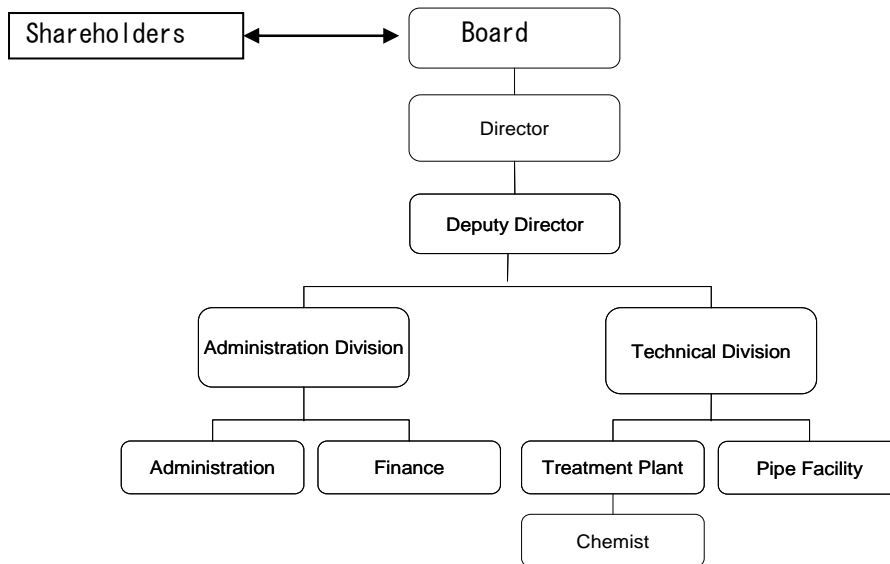 Shareholders
Board
Director
Deputy Director
Administration Division
Technical Division
Administration
Finance
Treatment Plant
Pipe Facility
Chemist